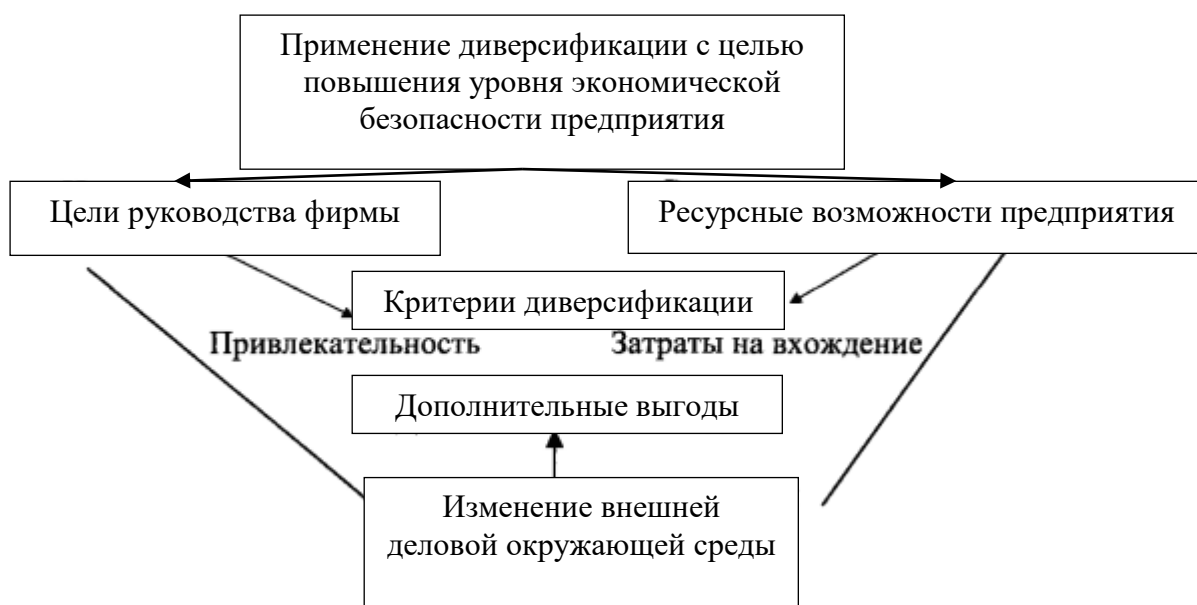 Применение диверсификации с целью
повышения уровня экономической
безопасности предприятия
Цели руководства фирмы
Ресурсные возможности предприятия
Критерии диверсификации
Привлекательность
Затраты на вхождение
Дополнительные выгоды
Изменение внешней
деловой окружающей среды